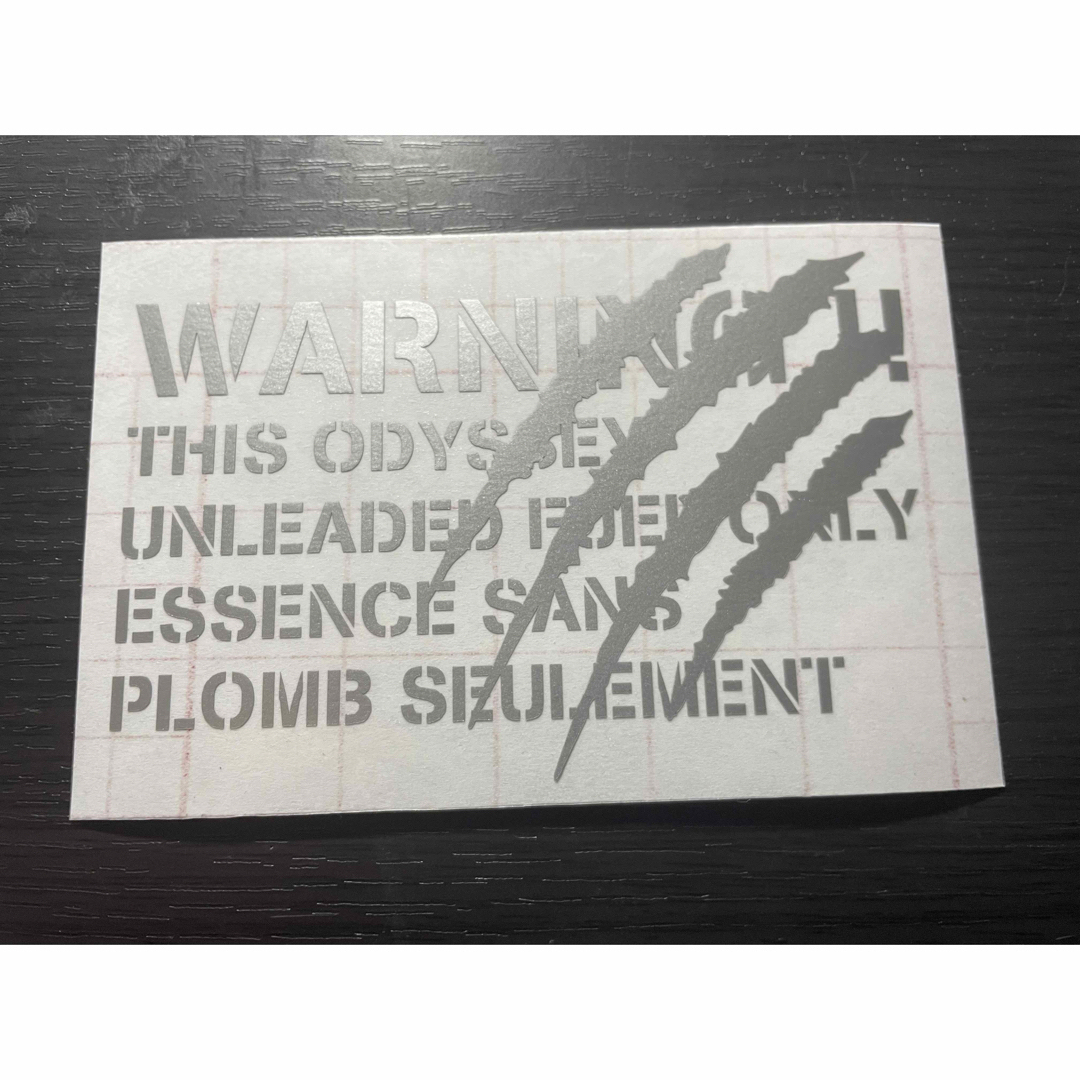 WARNING!!
THIS ODYSSEY
UNLEADED FUEL ONLY
ESSENCE SANS
PLOMB SEULEMENT